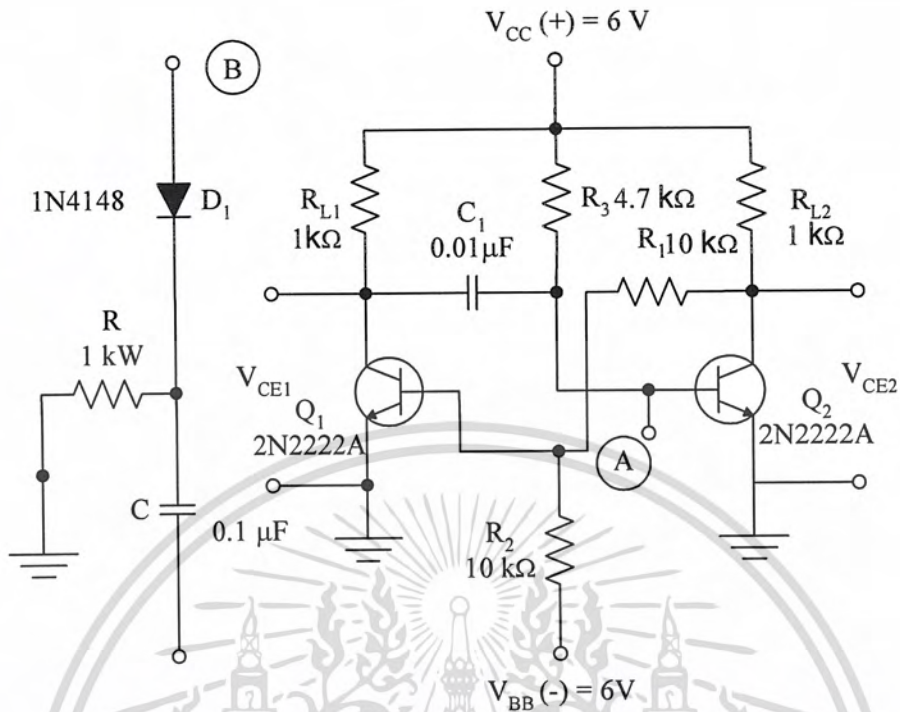 V_CC (+) = 6 V
B
1N4148
D_1
R_L1
1kΩ
C_1
0.01μF
R_3 4.7 kΩ
R_1 10 kΩ
R_L2
1 kΩ
R
1 kW
V_CE1
Q_1
2N2222A
A
V_CE2
Q_2
2N2222A
C
0.1 μF
R_2
10 kΩ
V_BB (-) = 6V